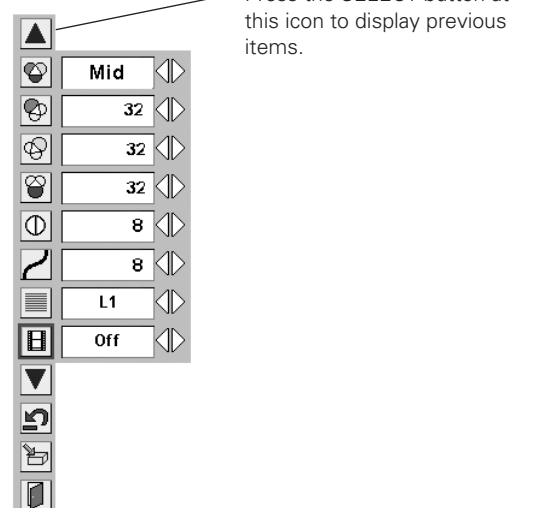 Press the SELECT button at
this icon to display previous
items.
Mid
32
32
32
8
8
L1
Off